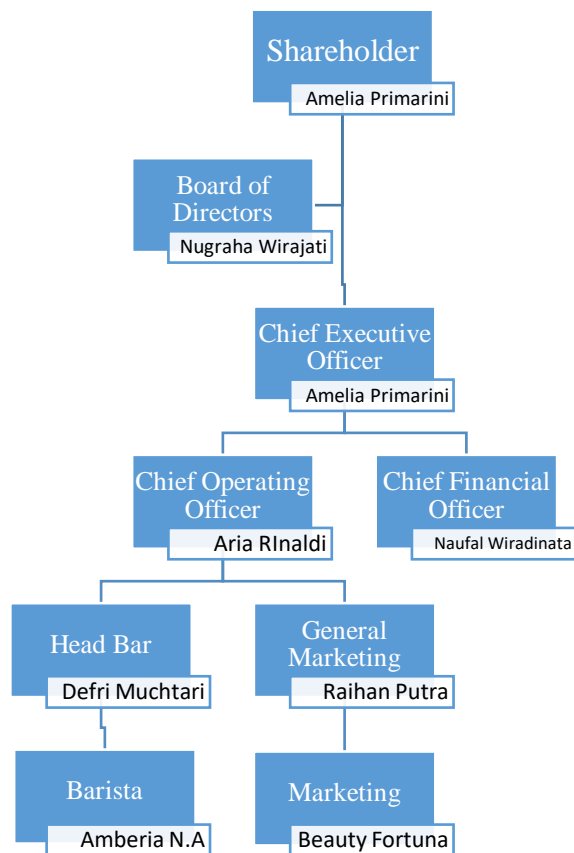 Shareholder
Amelia Primarini
Board of
Directors
Nugraha Wirajati
Chief Executive
Officer
Amelia Primarini
Chief Operating
Officer
Aria RInaldi
Chief Financial
Officer
Naufal Wiradinata
Head Bar
Defri Muchtari
General
Marketing
Raihan Putra
Barista
Amberia N.A
Marketing
Beauty Fortuna